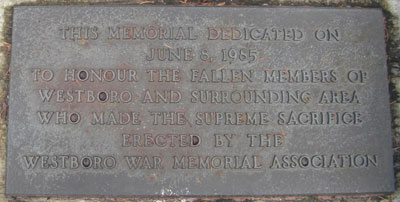 THIS MEMORIAL DEDICATED ON
JUNE 8, 1985
TO HONOUR THE FALLEN MEMBERS OF
WESTBORO AND SURROUNDING AREA
WHO MADE THE SUPREME SACRIFICE
ERECTED BY THE
WESTBORO WAR MEMORIAL ASSOCIATION